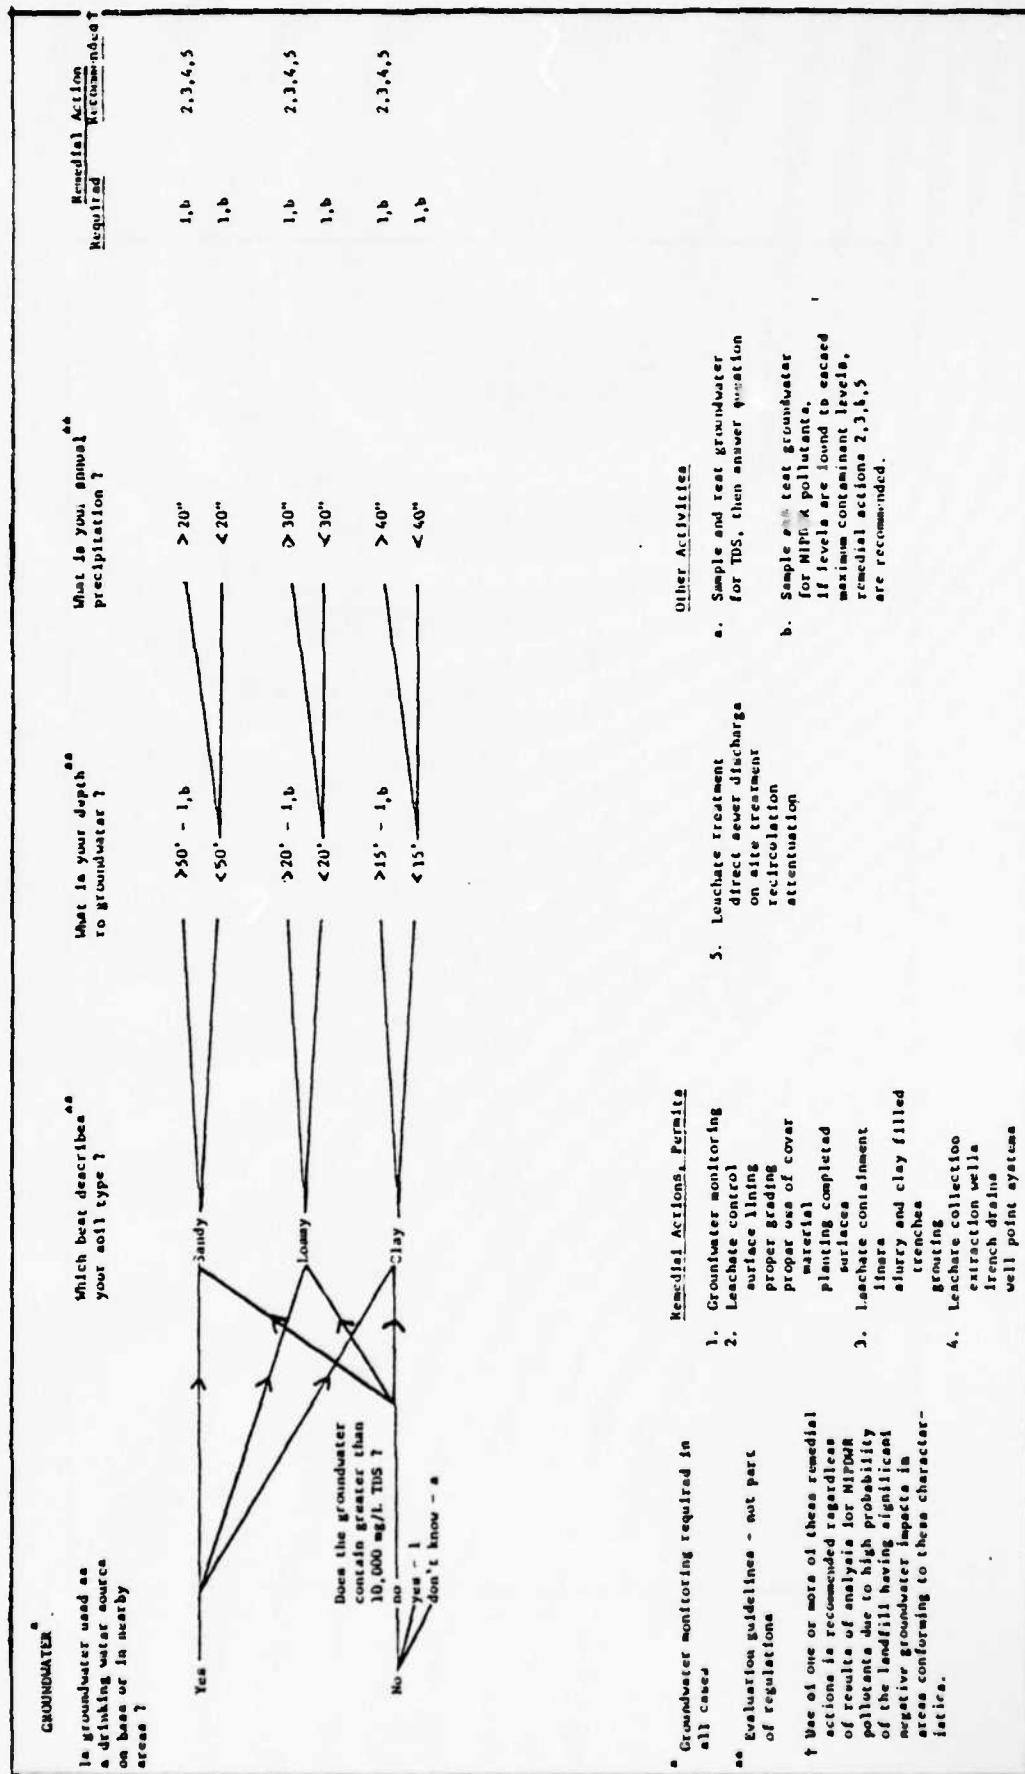 GROUNDWATER*
Is groundwater used as
a drinking water source
on base or in nearby
areas ?
Yes
No
Does the groundwater
contain greater than
10,000 mg/L TDS ?
no
yes - 1
don't know - a
Which best describes**
your soil type ?
Sandy
Loamy
Clay
What is your depth**
to groundwater ?
>50' - 1,b
<50'
>20' - 1,b
<20'
>15' - 1,b
<15'
What is your annual**
precipitation ?
>20"
<20"
>30"
<30"
>40"
<40"
Remedial Action
Required Recommended†
1,b 2,3,4,5
1,b
1,b 2,3,4,5
1,b
1,b 2,3,4,5
1,b
* Groundwater monitoring required in
all cases
** Evaluation guidelines - not part
of regulations
† Use of one or more of these remedial
actions is recommended regardless
of results of analysis for NIPDWR
pollutants due to high probability
of the landfill having significant
negative groundwater impacts in
areas conforming to these character-
istics.
Remedial Actions, Permits
1. Groundwater monitoring
2. Leachate control
surface lining
proper grading
proper use of cover
material
planting completed
surfaces
3. Leachate containment
liners
slurry and clay filled
trenches
grouting
4. Leachate collection
extraction wells
trench drains
well point systems
5. Leachate treatment
direct sewer discharge
on site treatment
recirculation
attentuation
Other Activities
a. Sample and test groundwater
for TDS, then answer question
b. Sample and test groundwater
for NIPDWR pollutants,
if levels are found to exceed
maximum contaminant levels,
remedial actions 2,3,4,5
are recommended.